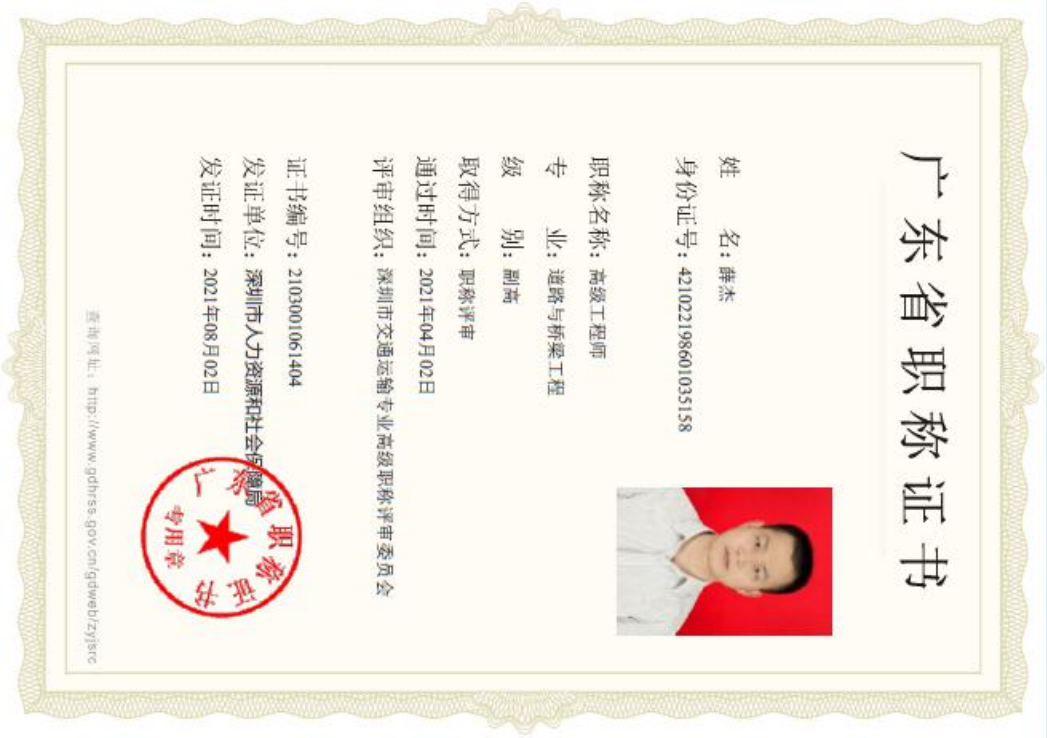 广东省职称证书
姓 名：薛杰
身份证号：421022198601035158
职称名称：高级工程师
专 业：道路与桥梁工程
级 别：副高
取得方式：职称评审
通过时间：2021年04月02日
评审组织：深圳市交通运输专业高级职称评审委员会
证书编号：2103001061404
发证单位：深圳市人力资源和社会保障局
发证时间：2021年08月02日
广东省职称证书
专用章
查询网址：http://www.gdhrss.gov.cn/gdweb/zyjsrc